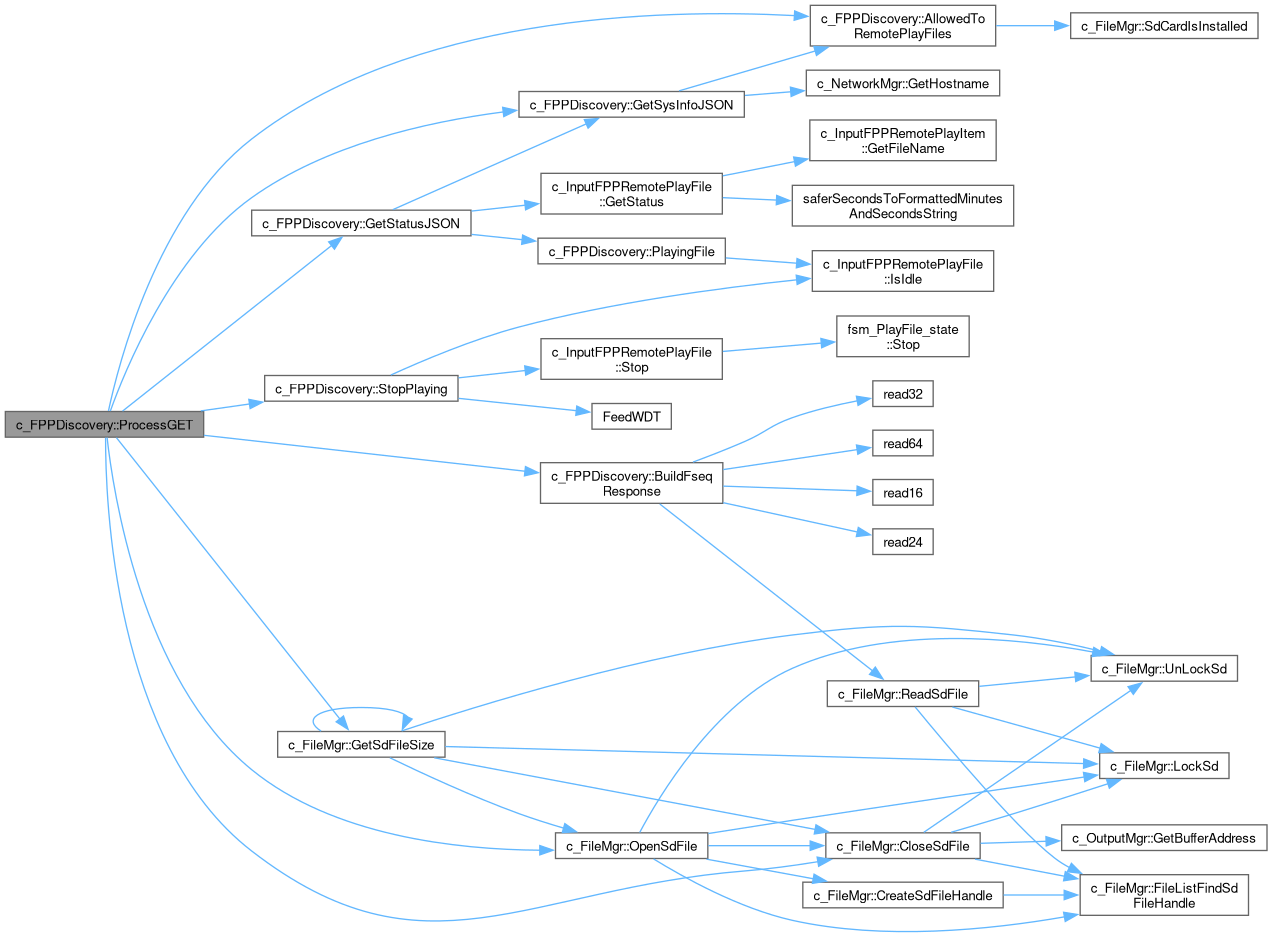 c_FPPDiscovery::AllowedTo
RemotePlayFiles
c_FileMgr::SdCardIsInstalled
c_NetworkMgr::GetHostname
c_FPPDiscovery::GetSysInfoJSON
c_InputFPPRemotePlayItem
::GetFileName
c_InputFPPRemotePlayFile
::GetStatus
saferSecondsToFormattedMinutes
AndSecondsString
c_FPPDiscovery::GetStatusJSON
c_FPPDiscovery::PlayingFile
c_InputFPPRemotePlayFile
::IsIdle
fsm_PlayFile_state
::Stop
c_InputFPPRemotePlayFile
::Stop
c_FPPDiscovery::StopPlaying
FeedWDT
c_FPPDiscovery::ProcessGET
read32
read64
c_FPPDiscovery::BuildFseq
Response
read16
read24
c_FileMgr::UnLockSd
c_FileMgr::ReadSdFile
c_FileMgr::GetSdFileSize
c_FileMgr::LockSd
c_FileMgr::OpenSdFile
c_FileMgr::CloseSdFile
c_OutputMgr::GetBufferAddress
c_FileMgr::CreateSdFileHandle
c_FileMgr::FileListFindSd
FileHandle